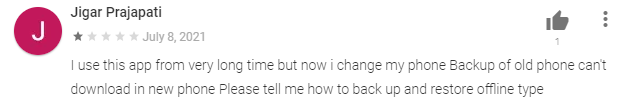 Jigar Prajapati
J
July 8, 2021
1
I use this app from very long time but now i change my phone Backup of old phone can't
download in new phone Please tell me how to back up and restore offline type